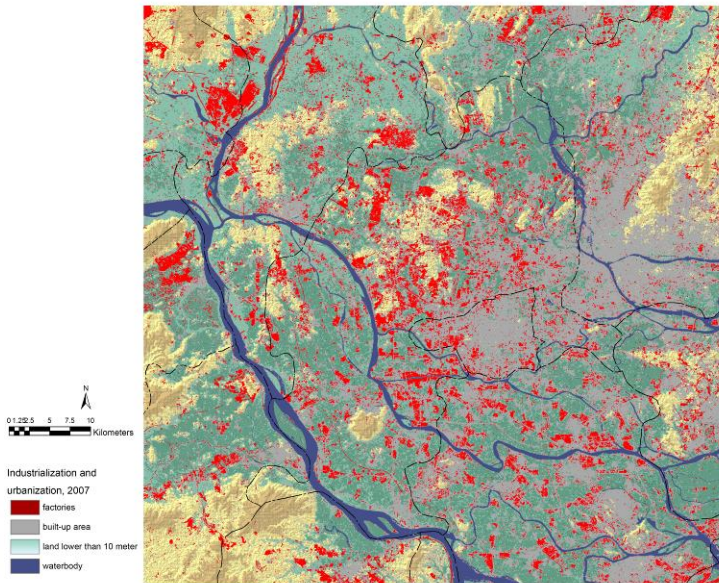 N
0 1.252.5 5 7.5 10
Kilometers
Industrialization and
urbanization, 2007
factories
built-up area
land lower than 10 meter
waterbody